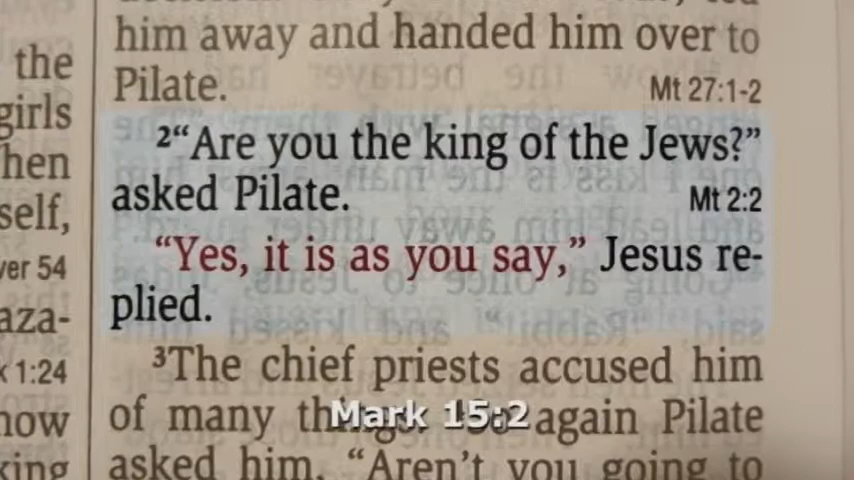 him away and handed him over to
Pilate. Mt 27:1-2
²“Are you the king of the Jews?”
asked Pilate. Mt 2:2
“Yes, it is as you say,” Jesus re-
plied.
³The chief priests accused him
of many again Pilate
asked him, “Aren’t you going to
Mark 15:2
the
girls
hen
self,
ver 54
aza-
k 1:24
now
king